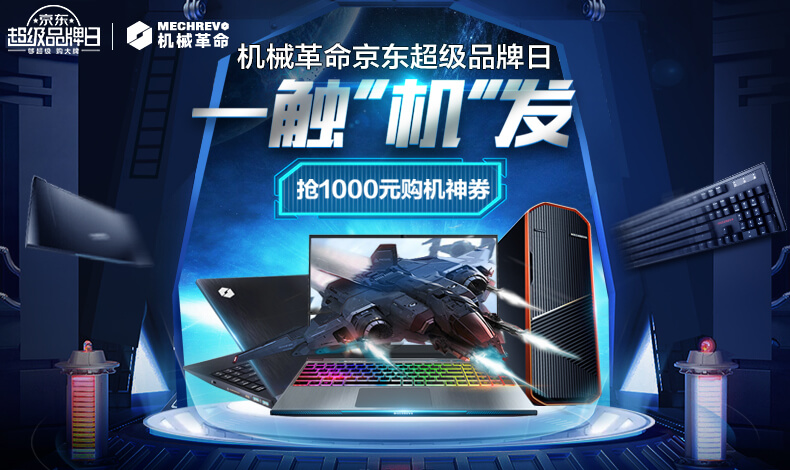 京东
超级品牌日
够超级 购大牌
MECHREVO
机械革命
机械革命京东超级品牌日
一触"机"发
抢1000元购机神券
MECHREVO